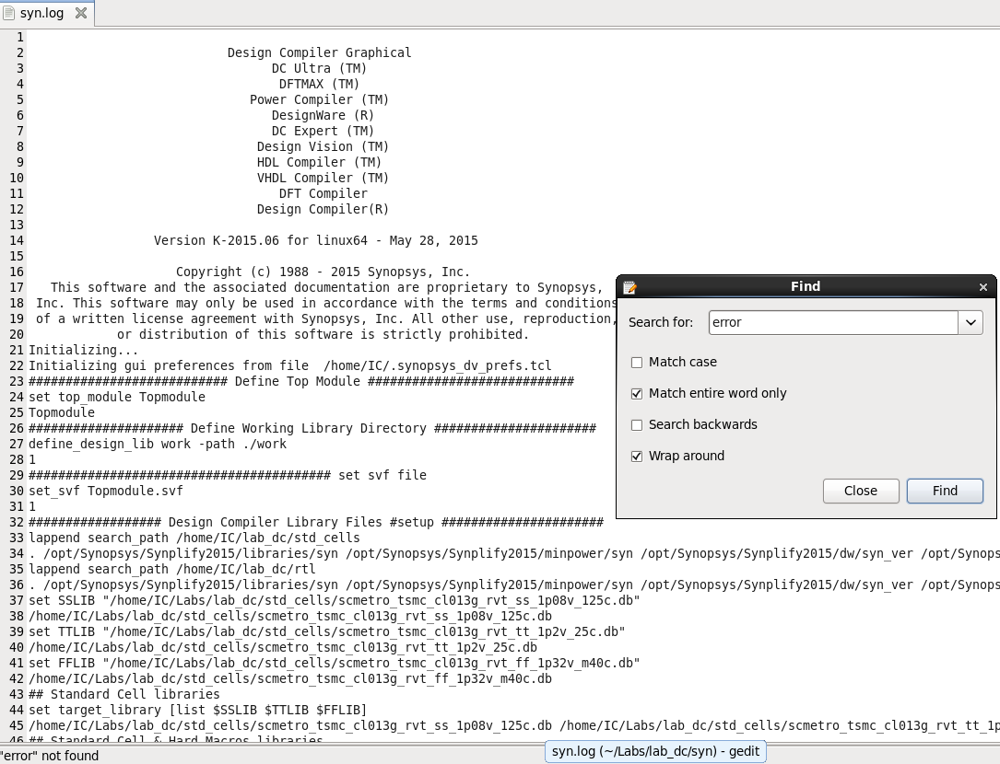 syn.log
1
2 Design Compiler Graphical
3 DC Ultra (TM)
4 DFTMAX (TM)
5 Power Compiler (TM)
6 DesignWare (R)
7 DC Expert (TM)
8 Design Vision (TM)
9 HDL Compiler (TM)
10 VHDL Compiler (TM)
11 DFT Compiler
12 Design Compiler(R)
13
14 Version K-2015.06 for linux64 - May 28, 2015
15
16 Copyright (c) 1988 - 2015 Synopsys, Inc.
17 This software and the associated documentation are proprietary to Synopsys,
18 Inc. This software may only be used in accordance with the terms and conditions
19 of a written license agreement with Synopsys, Inc. All other use, reproduction,
20 or distribution of this software is strictly prohibited.
21 Initializing...
22 Initializing gui preferences from file /home/IC/.synopsys_dv_prefs.tcl
23 ########################### Define Top Module ############################
24 set top_module Topmodule
25 Topmodule
26 ##################### Define Working Library Directory ######################
27 define_design_lib work -path ./work
28 1
29 ######################################### set svf file
30 set_svf Topmodule.svf
31 1
32 ################## Design Compiler Library Files #setup ######################
33 lappend search_path /home/IC/lab_dc/std_cells
34 . /opt/Synopsys/Synplify2015/libraries/syn /opt/Synopsys/Synplify2015/minpower/syn /opt/Synopsys/Synplify2015/dw/syn_ver /opt/Synops
35 lappend search_path /home/IC/lab_dc/rtl
36 . /opt/Synopsys/Synplify2015/libraries/syn /opt/Synopsys/Synplify2015/minpower/syn /opt/Synopsys/Synplify2015/dw/syn_ver /opt/Synops
37 set SSLIB "/home/IC/Labs/lab_dc/std_cells/scmetro_tsmc_cl013g_rvt_ss_1p08v_125c.db"
38 /home/IC/Labs/lab_dc/std_cells/scmetro_tsmc_cl013g_rvt_ss_1p08v_125c.db
39 set TTLIB "/home/IC/Labs/lab_dc/std_cells/scmetro_tsmc_cl013g_rvt_tt_1p2v_25c.db"
40 /home/IC/Labs/lab_dc/std_cells/scmetro_tsmc_cl013g_rvt_tt_1p2v_25c.db
41 set FFLIB "/home/IC/Labs/lab_dc/std_cells/scmetro_tsmc_cl013g_rvt_ff_1p32v_m40c.db"
42 /home/IC/Labs/lab_dc/std_cells/scmetro_tsmc_cl013g_rvt_ff_1p32v_m40c.db
43 ## Standard Cell libraries
44 set target_library [list $SSLIB $TTLIB $FFLIB]
45 /home/IC/Labs/lab_dc/std_cells/scmetro_tsmc_cl013g_rvt_ss_1p08v_125c.db /home/IC/Labs/lab_dc/std_cells/scmetro_tsmc_cl013g_rvt_tt_1p
46 ## Standard Cell & Hard Macros libraries
Find
Search for: error
Match case
Match entire word only
Search backwards
Wrap around
Close Find
"error" not found
syn.log (~/Labs/lab_dc/syn) - gedit